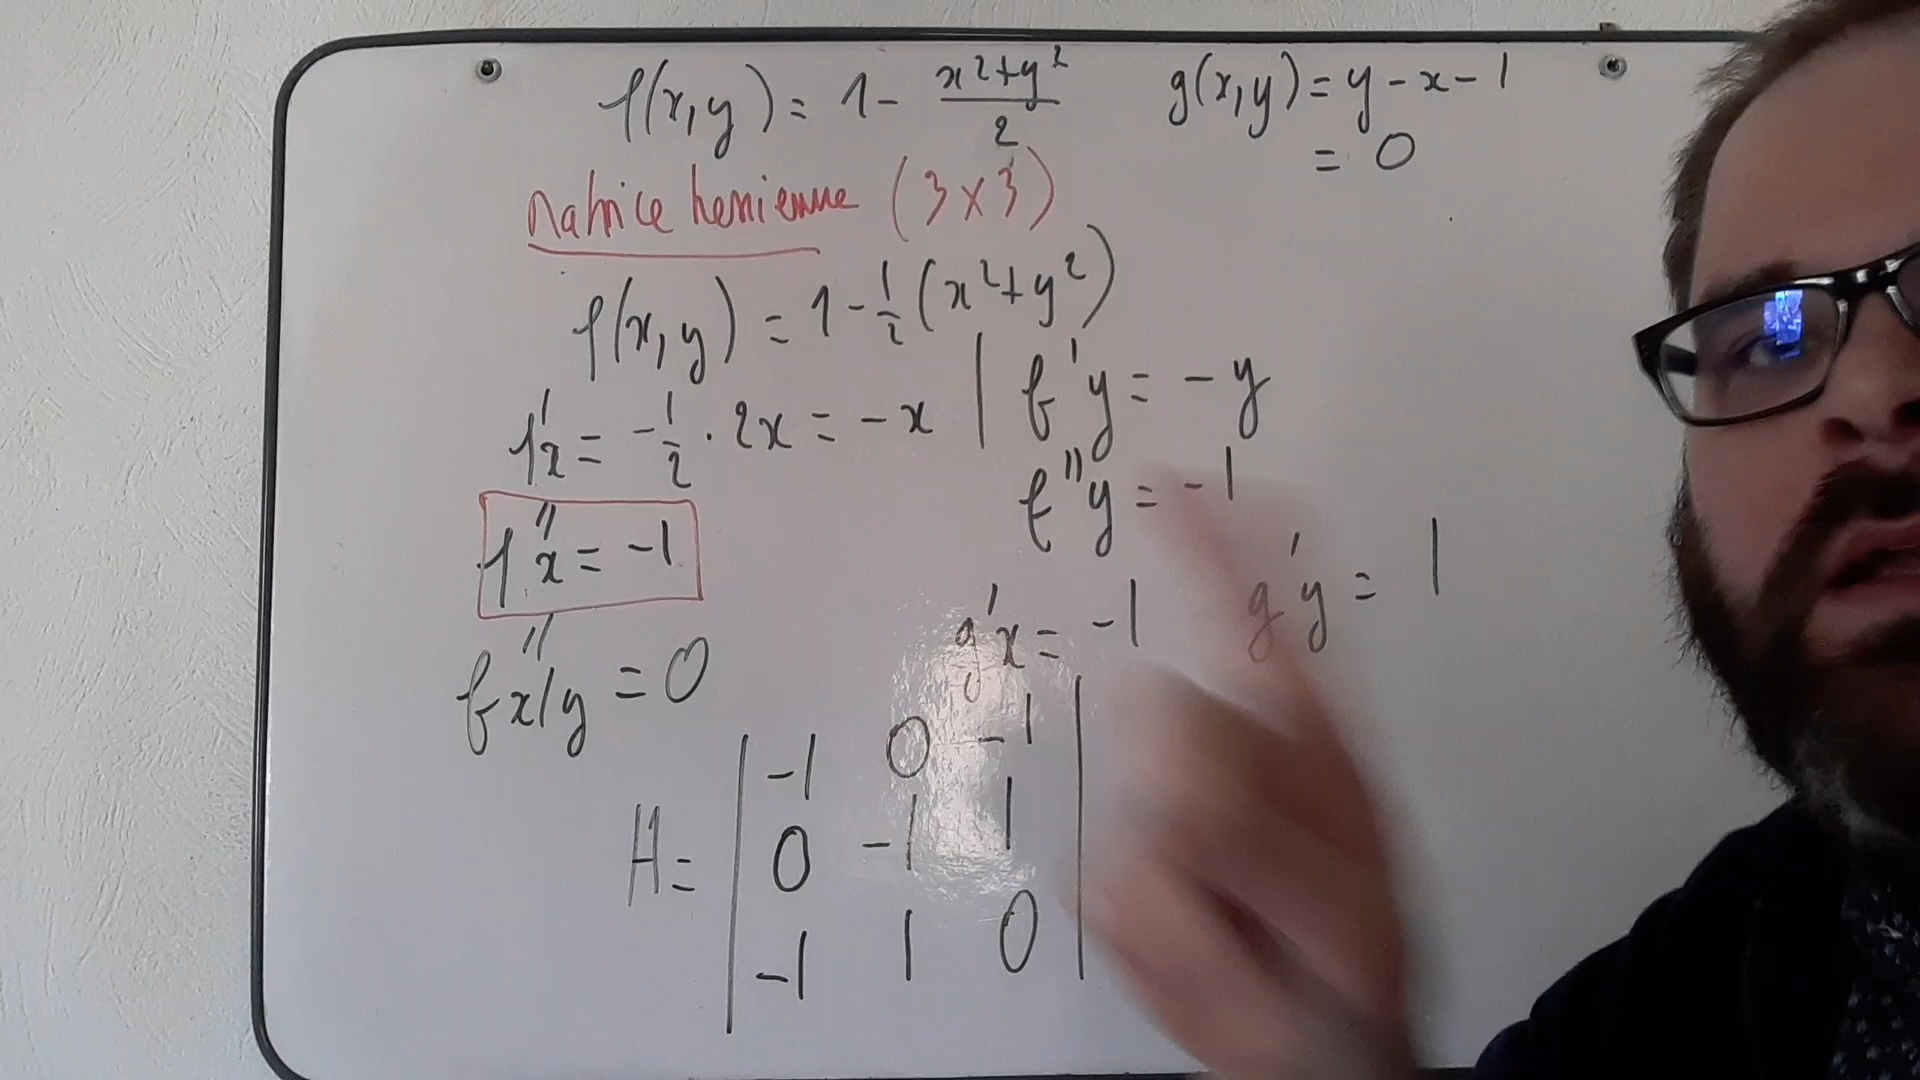 f(x,y) = 1 - x²+y² / 2 g(x,y) = y - x - 1
= 0
Matrice hessienne (3×3)
f(x,y) = 1 - 1/2 (x²+y²)
f'x = -1/2 · 2x = -x | f'y = -y
f''x = -1 f''y = -1
f''x/y = 0 g'x = -1 g'y = 1
H = | -1 0 -1 |
| 0 -1 1 |
| -1 1 0 |